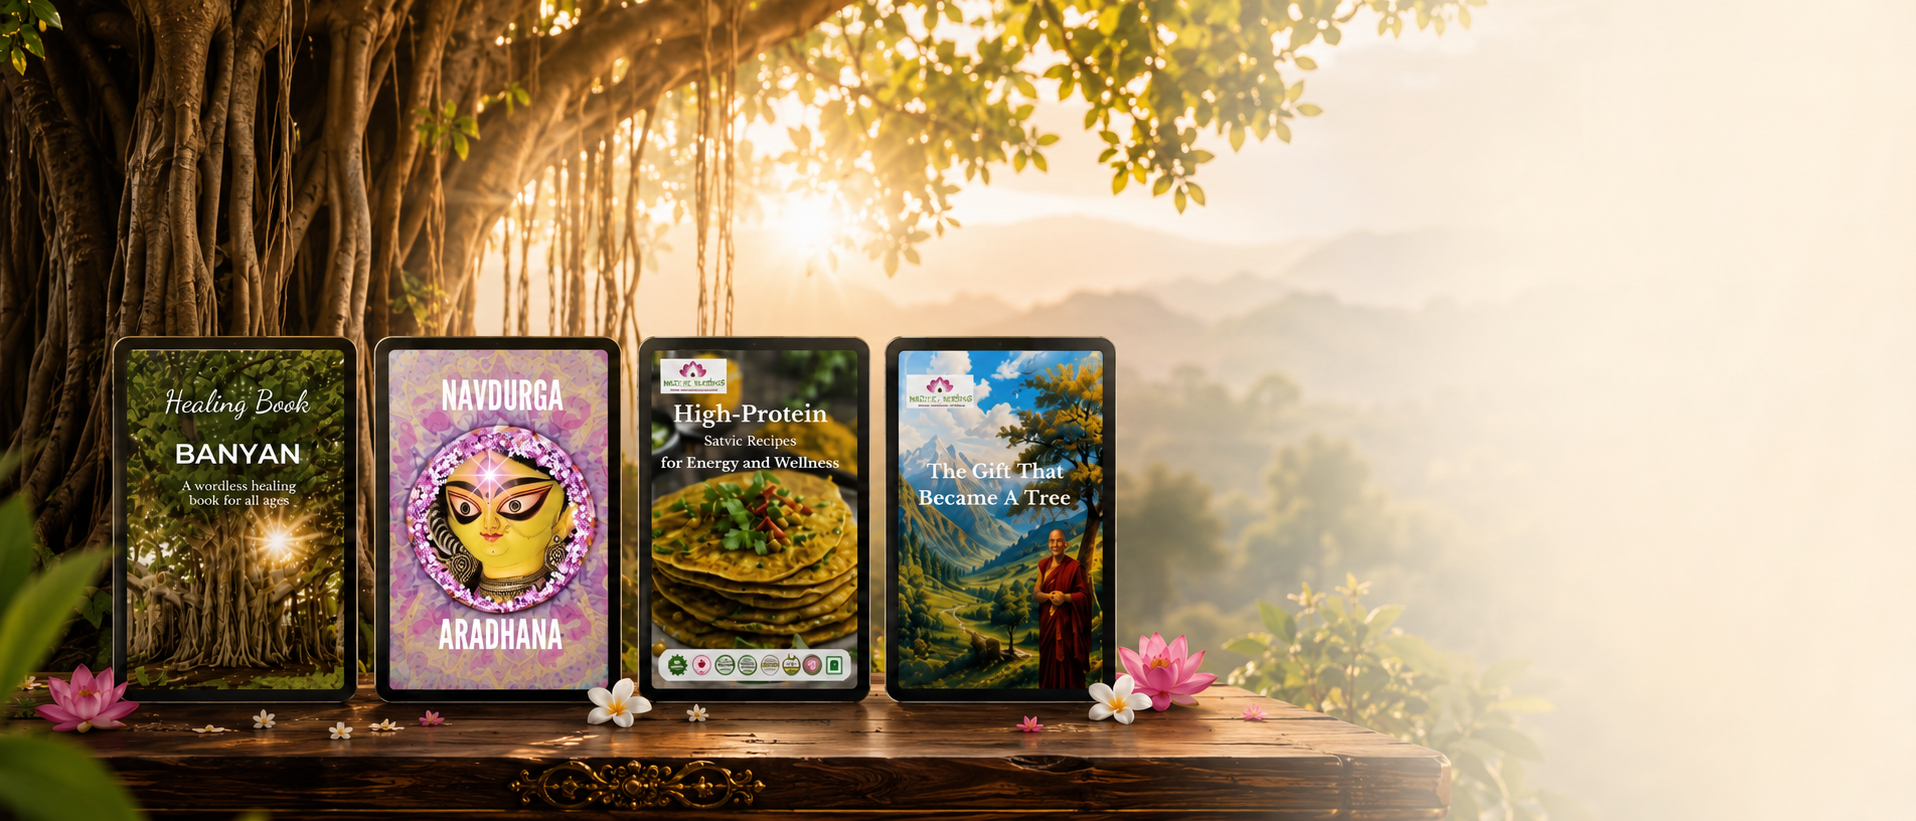 Healing Book
BANYAN
A wordless healing
book for all ages
NAVDURGA
ARADHANA
High-Protein
Satvic Recipes
for Energy and Wellness
The Gift That
Became A Tree